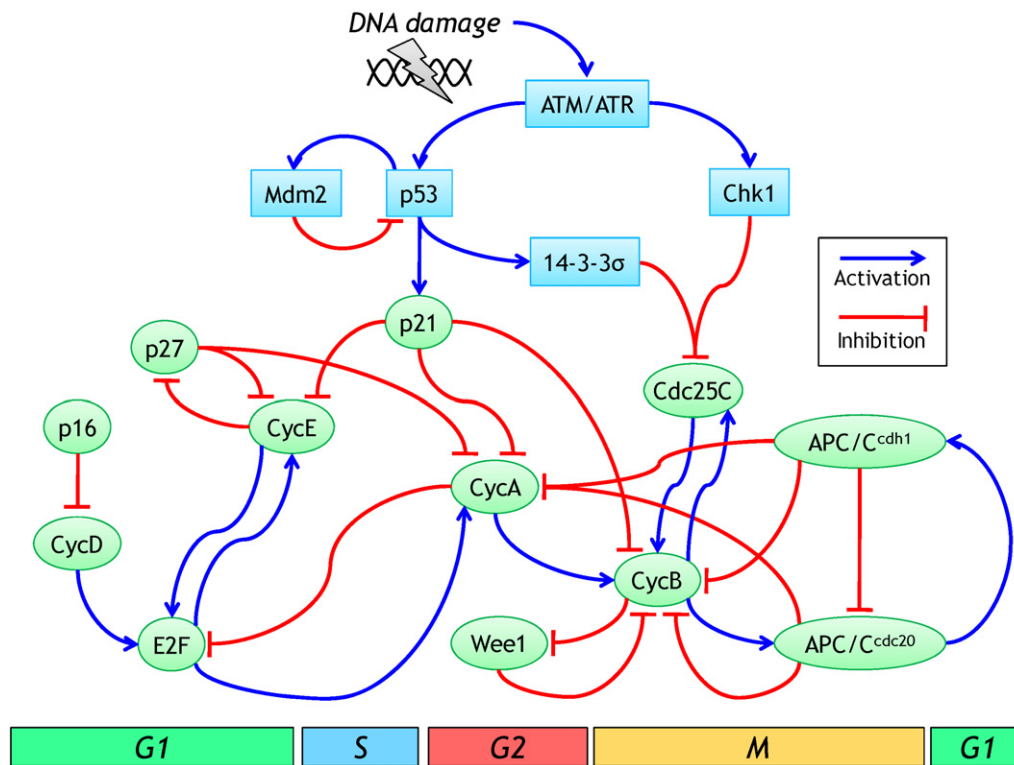 DNA damage
ATM/ATR
Mdm2
p53
Chk1
14-3-3σ
Activation
Inhibition
p21
p27
Cdc25C
p16
CycE
APC/Ccdh1
CycA
CycD
CycB
E2F
Wee1
APC/Ccdc20
G1
S
G2
M
G1